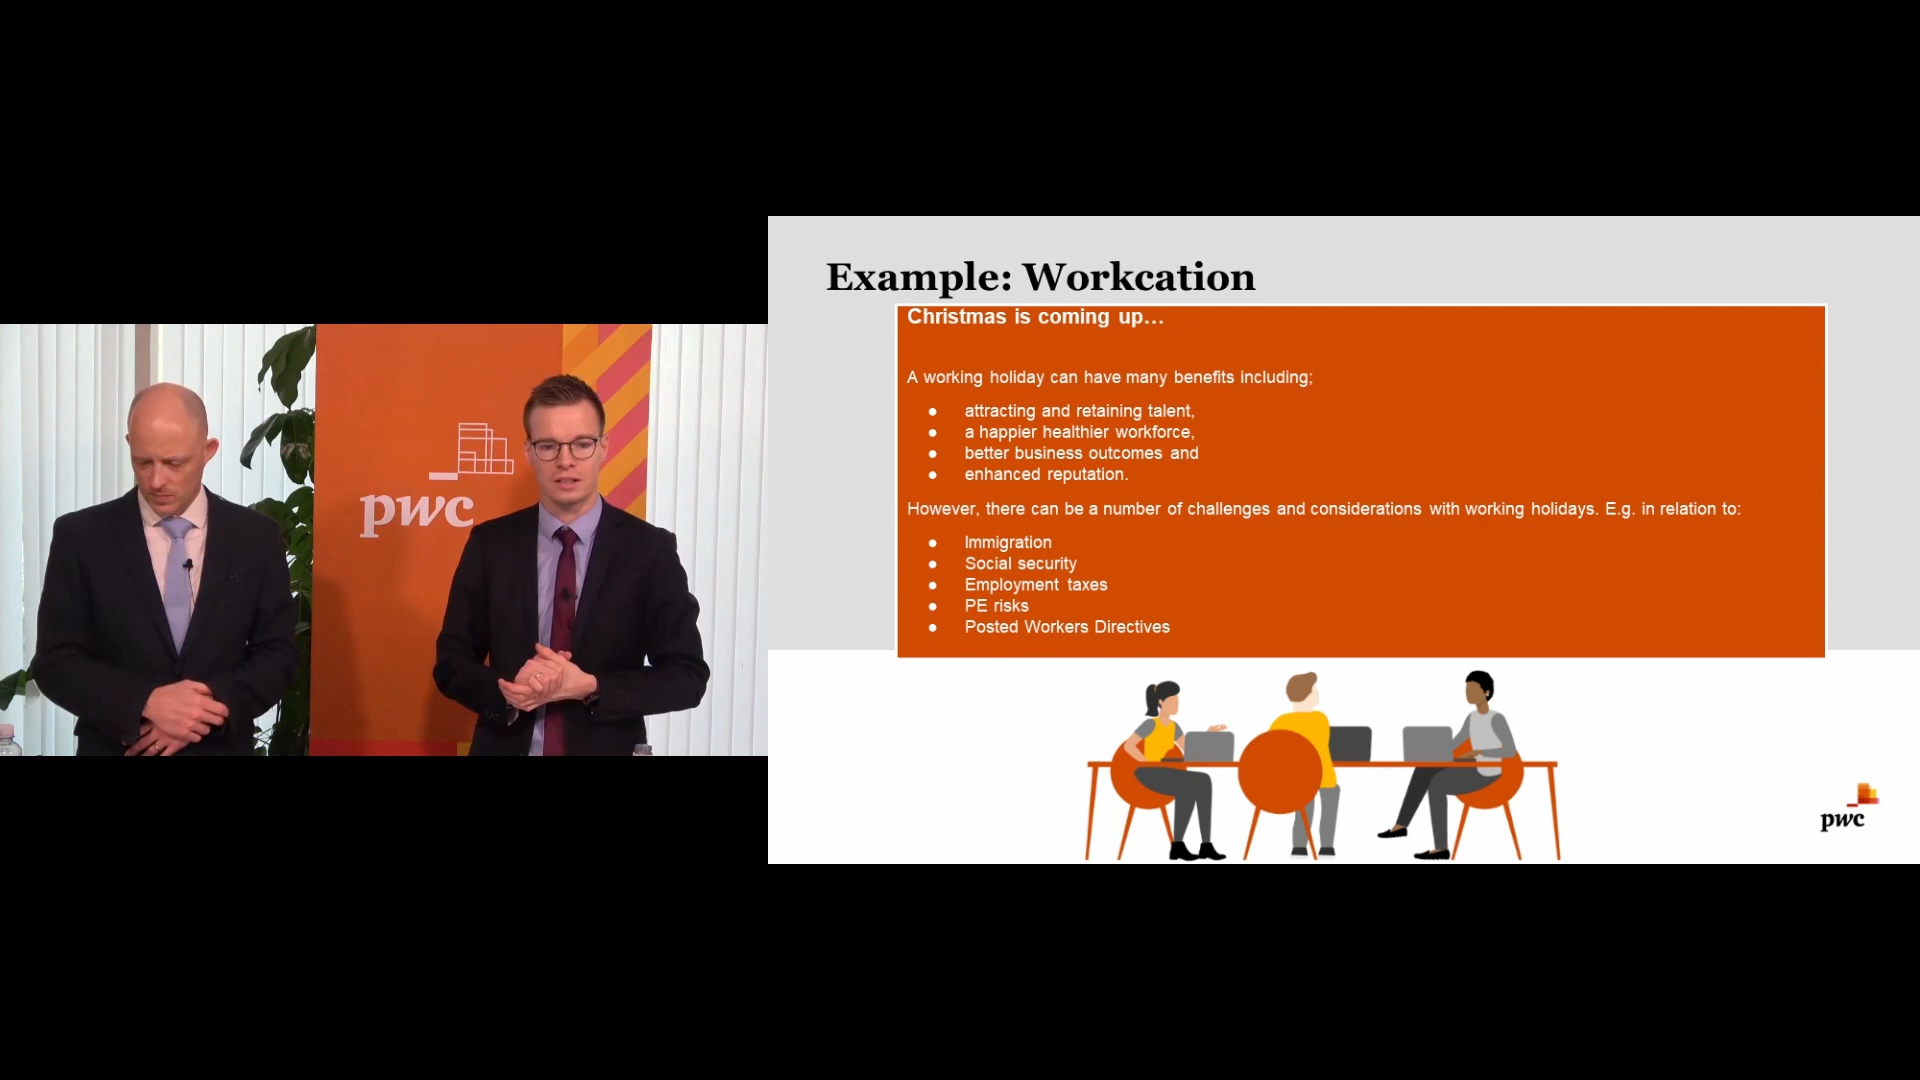 pwc
Example: Workcation
Christmas is coming up…
A working holiday can have many benefits including;
● attracting and retaining talent,
● a happier healthier workforce,
● better business outcomes and
● enhanced reputation.
However, there can be a number of challenges and considerations with working holidays. E.g. in relation to:
● Immigration
● Social security
● Employment taxes
● PE risks
● Posted Workers Directives
pwc